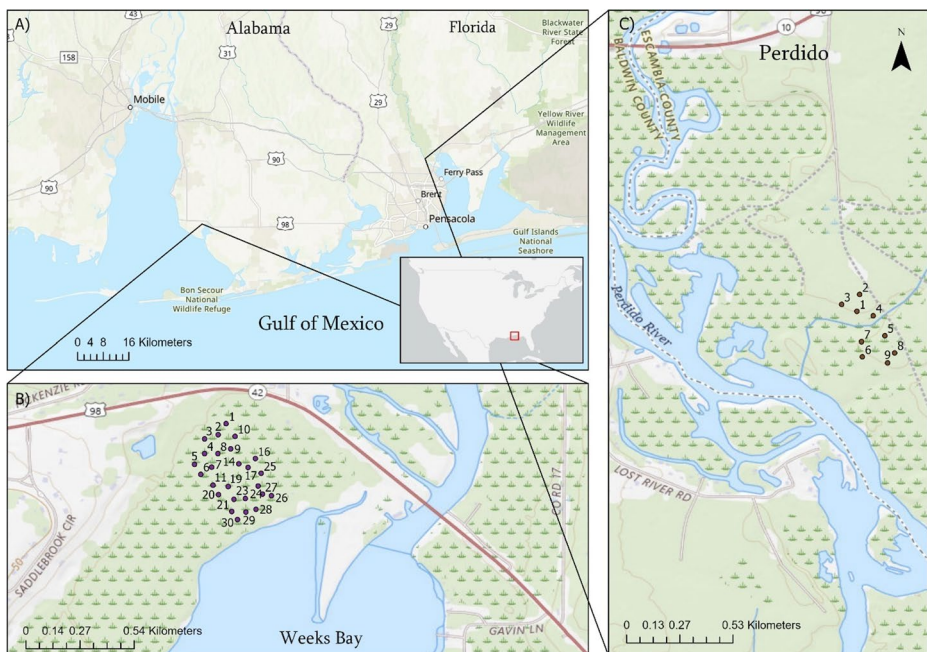 A)
Alabama
Florida
Blackwater
River State
Forest
158
31
29
29
Mobile
Yellow River
Wildlife
Management
Area
90
90
90
Ferry Pass
Brent
98
Pensacola
Gulf Islands
National
Seashore
Bon Secour
National
Wildlife Refuge
Gulf of Mexico
0 4 8 16 Kilometers
B)
98
42
1
2
3
10
4
8
9
5
14
16
6
7
25
17
11
19
27
20
23
24
26
21
28
30
29
SADDLEBROOK CIR
50
CO RD 17
GAVIN LN
Weeks Bay
0 0.14 0.27 0.54 Kilometers
C)
10
Perdido
N
ESCAMBIA COUNTY
BALDWIN COUNTY
2
3
1
4
5
7
8
6
9
Perdido River
LOST RIVER RD
0 0.13 0.27 0.53 Kilometers